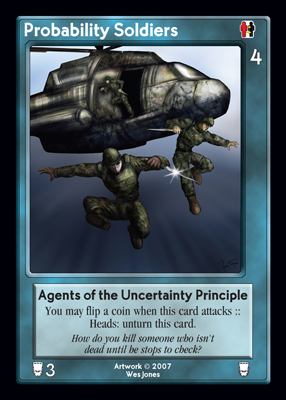 Probability Soldiers
4
Agents of the Uncertainty Principle
You may flip a coin when this card attacks ::
Heads: unturn this card.
How do you kill someone who isn't
dead until he stops to check?
Artwork © 2007
Wes Jones
3
4